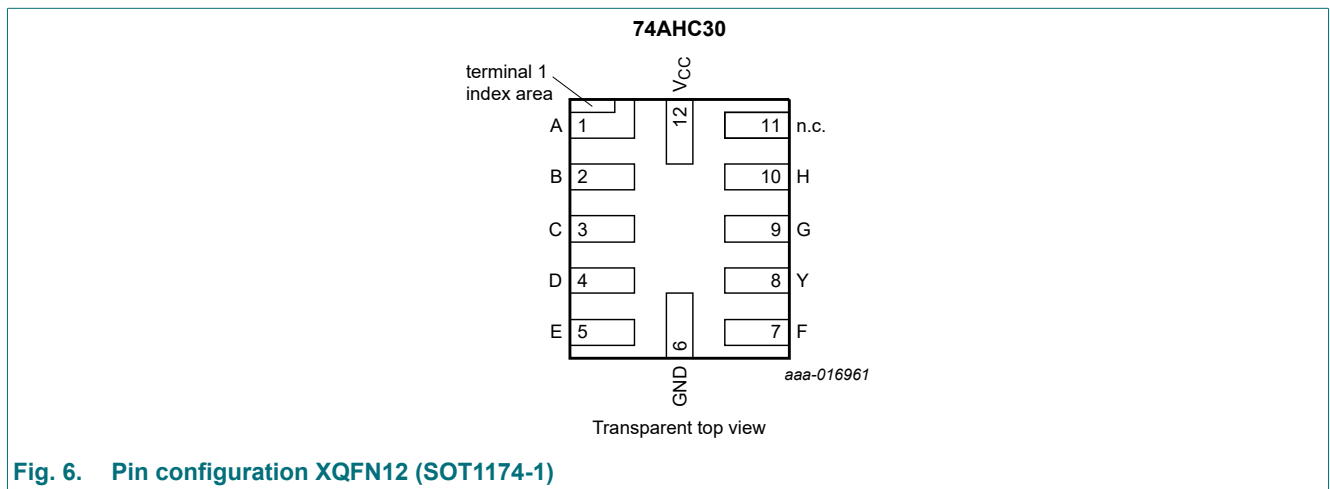 74AHC30
terminal 1
index area
VCC
12
A 1
11 n.c.
B 2
10 H
C 3
9 G
D 4
8 Y
E 5
6
7 F
GND
aaa-016961
Transparent top view
Fig. 6. Pin configuration XQFN12 (SOT1174-1)